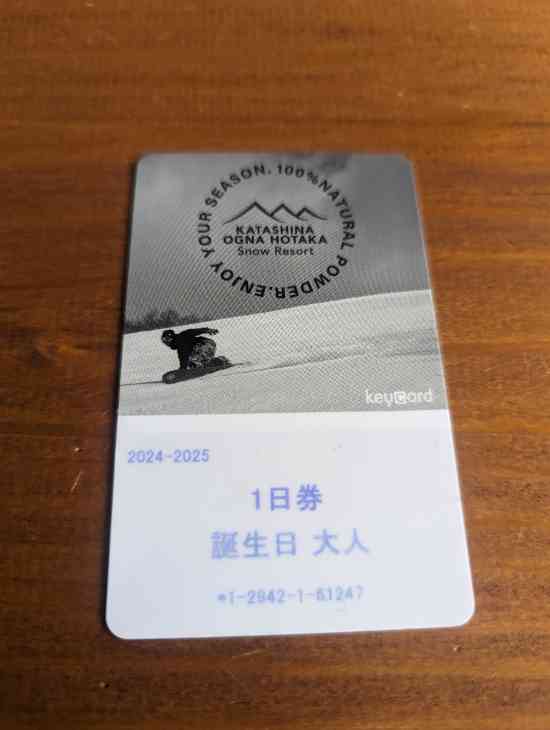 ENJOY YOUR SEASON. 100% NATURAL POWDER.
KATASHINA
OGNA HOTAKA
Snow Resort
keycard
2024-2025
1日券
誕生日 大人
*1-2942-1-61247